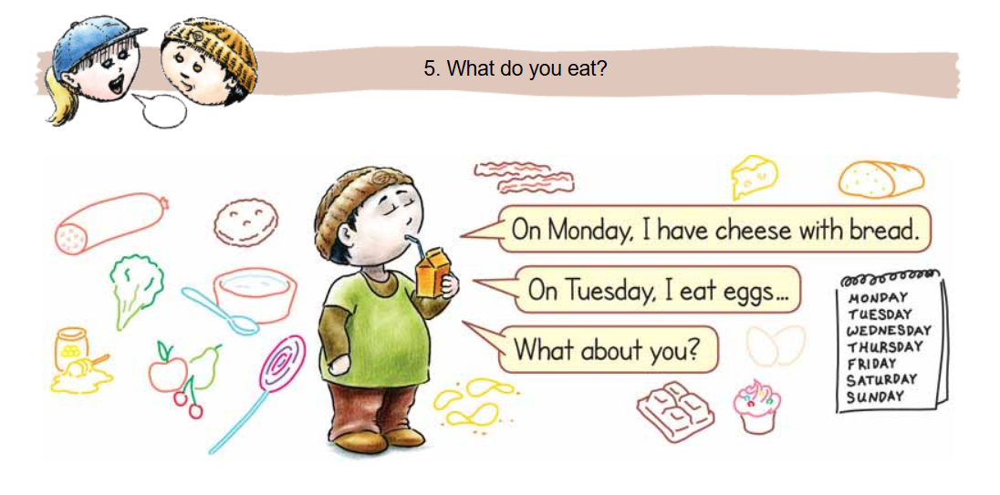 5. What do you eat?
On Monday, I have cheese with bread.
On Tuesday, I eat eggs...
What about you?
MONDAY
TUESDAY
WEDNESDAY
THURSDAY
FRIDAY
SATURDAY
SUNDAY